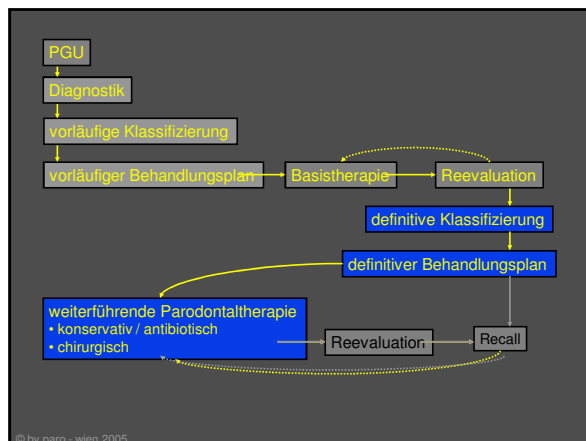 PGU
Diagnostik
vorläufige Klassifizierung
vorläufiger Behandlungsplan
Basistherapie
Reevaluation
definitive Klassifizierung
definitiver Behandlungsplan
weiterführende Parodontaltherapie
• konservativ / antibiotisch
• chirurgisch
Reevaluation
Recall
© by paro - wien 2005